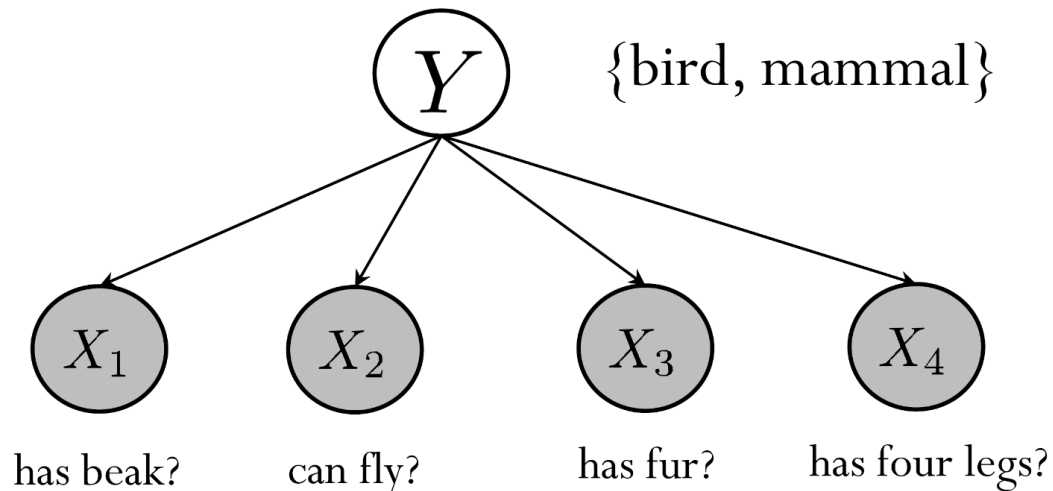 Y
{bird, mammal}
X₁
X₂
X₃
X₄
has beak?
can fly?
has fur?
has four legs?